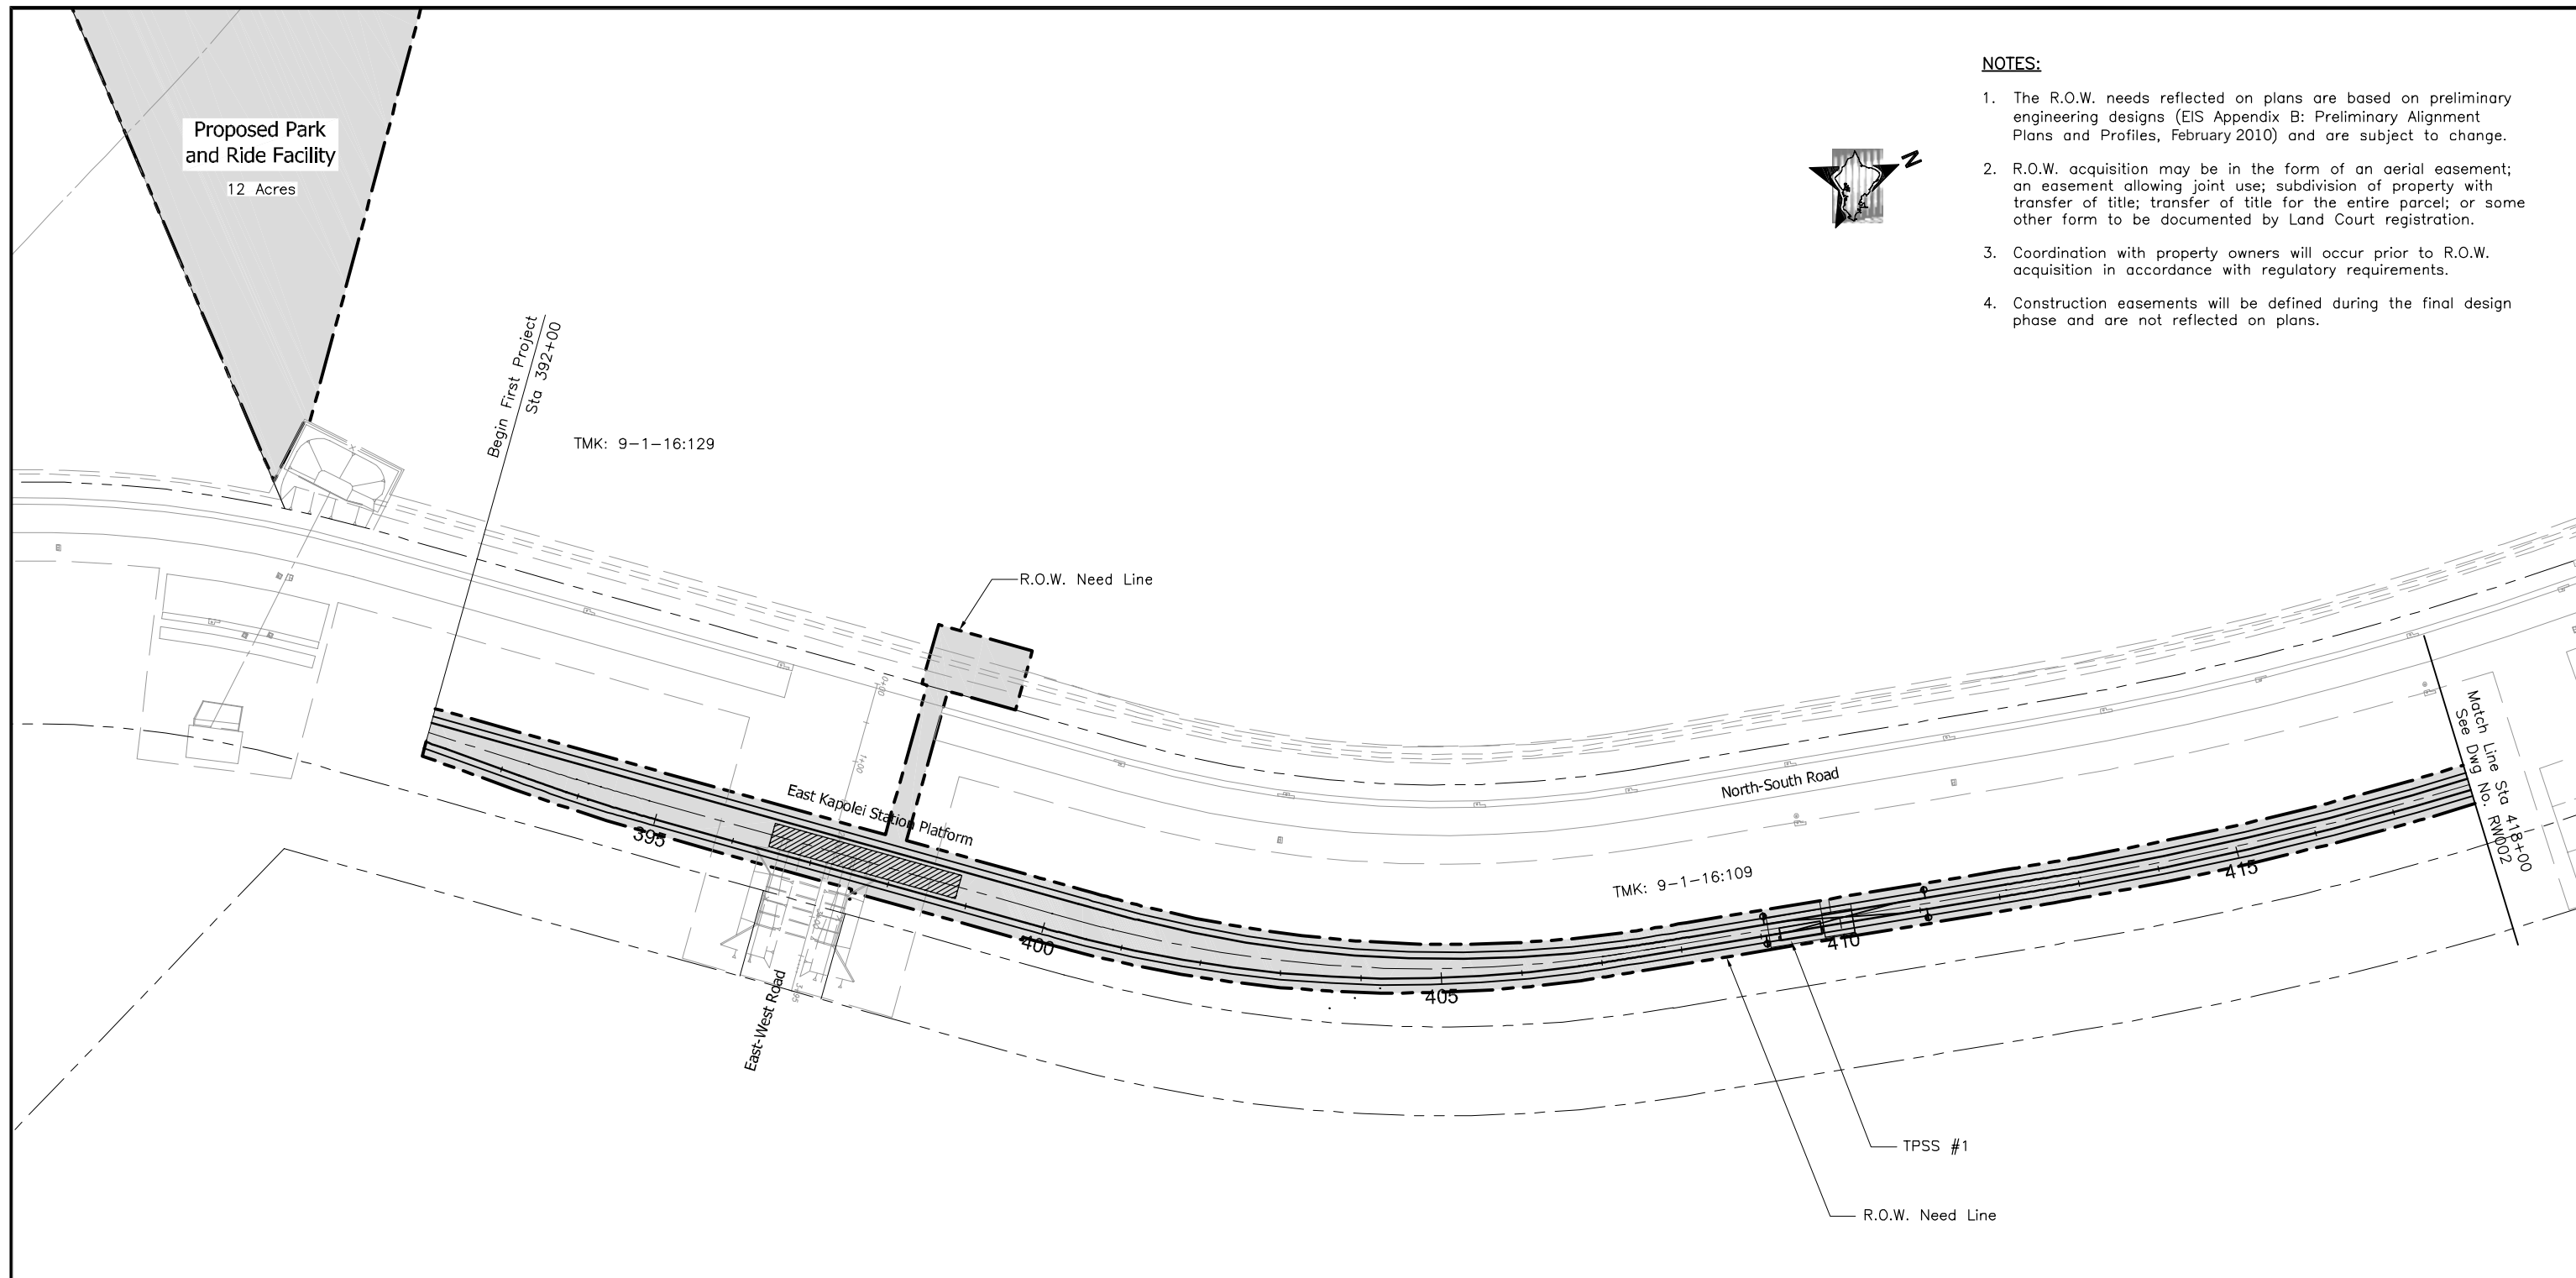 NOTES:
1. The R.O.W. needs reflected on plans are based on preliminary
engineering designs (EIS Appendix B: Preliminary Alignment
Plans and Profiles, February 2010) and are subject to change.
2. R.O.W. acquisition may be in the form of an aerial easement;
an easement allowing joint use; subdivision of property with
transfer of title; transfer of title for the entire parcel; or some
other form to be documented by Land Court registration.
3. Coordination with property owners will occur prior to R.O.W.
acquisition in accordance with regulatory requirements.
4. Construction easements will be defined during the final design
phase and are not reflected on plans.
N
Proposed Park
and Ride Facility
12 Acres
Begin First Project
Sta 392+00
TMK: 9-1-16:129
R.O.W. Need Line
0+00
1+00
East Kapolei Station Platform
North-South Road
Match Line Sta 418+00
See Dwg No. RW002
395
400
405
410
415
TMK: 9-1-16:109
East-West Road
TPSS #1
R.O.W. Need Line